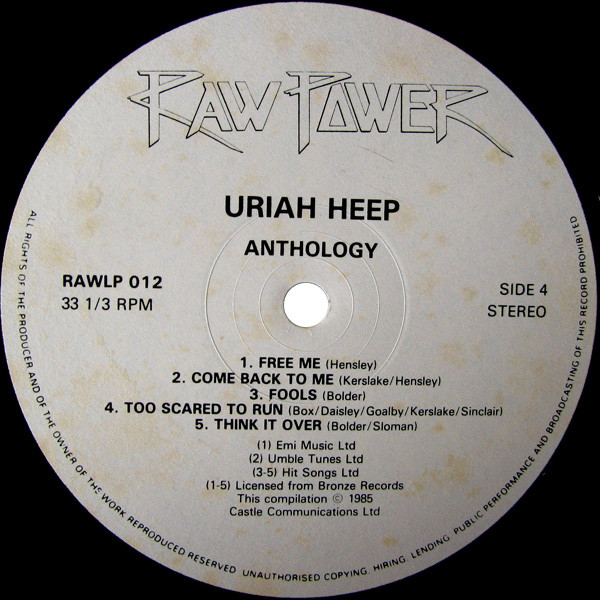 RAW POWER
URIAH HEEP
ANTHOLOGY
RAWLP 012
33 1/3 RPM
SIDE 4
STEREO
1. FREE ME (Hensley)
2. COME BACK TO ME (Kerslake/Hensley)
3. FOOLS (Bolder)
4. TOO SCARED TO RUN (Box/Daisley/Goalby/Kerslake/Sinclair)
5. THINK IT OVER (Bolder/Sloman)
(1) Emi Music Ltd
(2) Umble Tunes Ltd
(3-5) Hit Songs Ltd
(1-5) Licensed from Bronze Records
This compilation © 1985
Castle Communications Ltd
ALL RIGHTS OF THE PRODUCER AND OF THE OWNER OF THE WORK REPRODUCED RESERVED. UNAUTHORISED COPYING. HIRING. LENDING. PUBLIC PERFORMANCE AND BROADCASTING OF THIS RECORD PROHIBITED